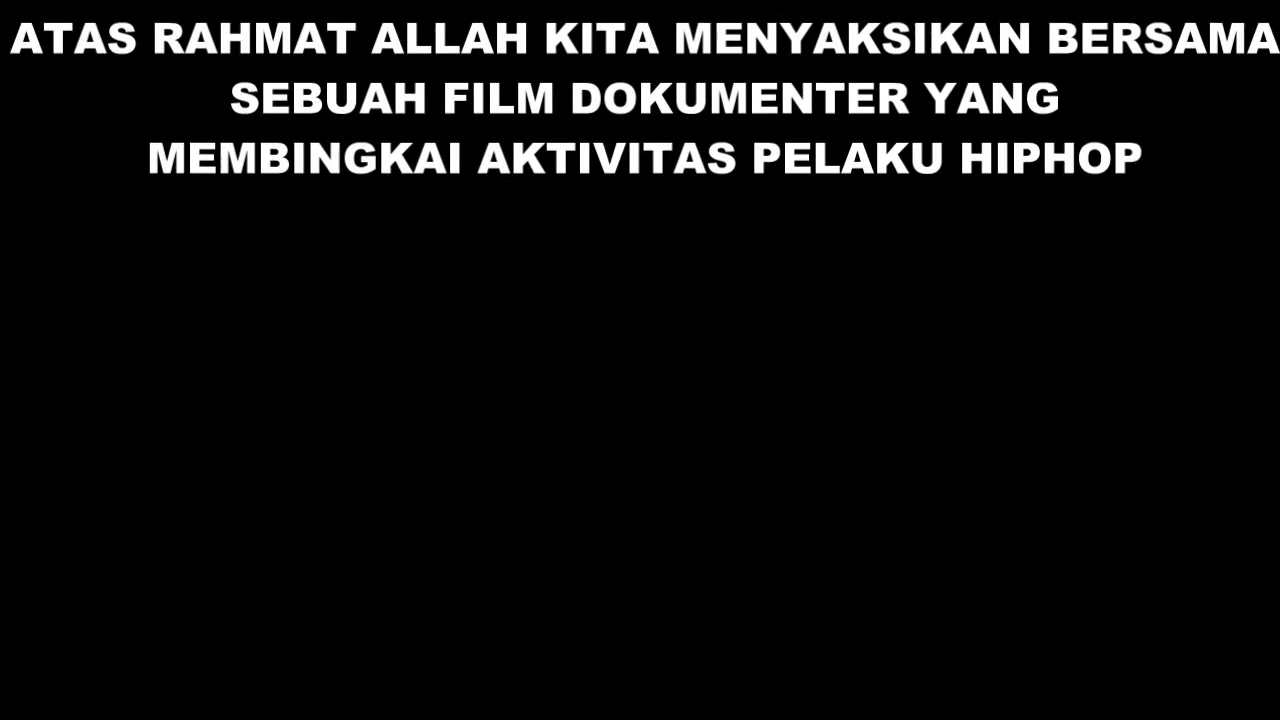 ATAS RAHMAT ALLAH KITA MENYAKSIKAN BERSAMA
SEBUAH FILM DOKUMENTER YANG
MEMBINGKAI AKTIVITAS PELAKU HIPHOP